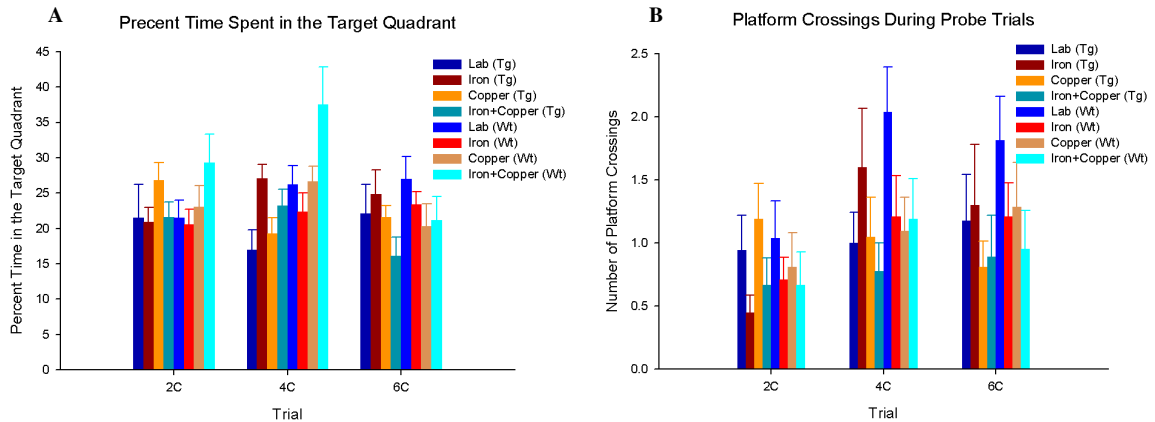 A
Precent Time Spent in the Target Quadrant
Percent Time in the Target Quadrant
45
40
35
30
25
20
15
10
5
0
Lab (Tg)
Iron (Tg)
Copper (Tg)
Iron+Copper (Tg)
Lab (Wt)
Iron (Wt)
Copper (Wt)
Iron+Copper (Wt)
2C
4C
6C
Trial
B
Platform Crossings During Probe Trials
Number of Platform Crossings
2.5
2.0
1.5
1.0
0.5
0.0
Lab (Tg)
Iron (Tg)
Copper (Tg)
Iron+Copper (Tg)
Lab (Wt)
Iron (Wt)
Copper (Wt)
Iron+Copper (Wt)
2C
4C
6C
Trial